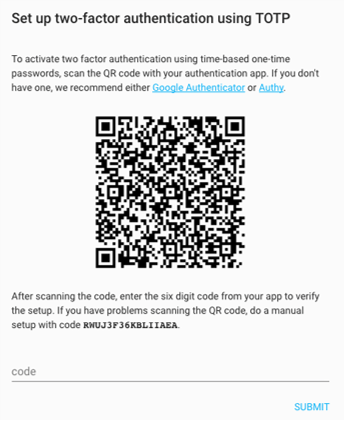 Set up two-factor authentication using TOTP
To activate two factor authentication using time-based one-time
passwords, scan the QR code with your authentication app. If you don't
have one, we recommend either Google Authenticator or Authy.
After scanning the code, enter the six digit code from your app to verify
the setup. If you have problems scanning the QR code, do a manual
setup with code RWUJ3F36KBLIIAEA.
code
SUBMIT